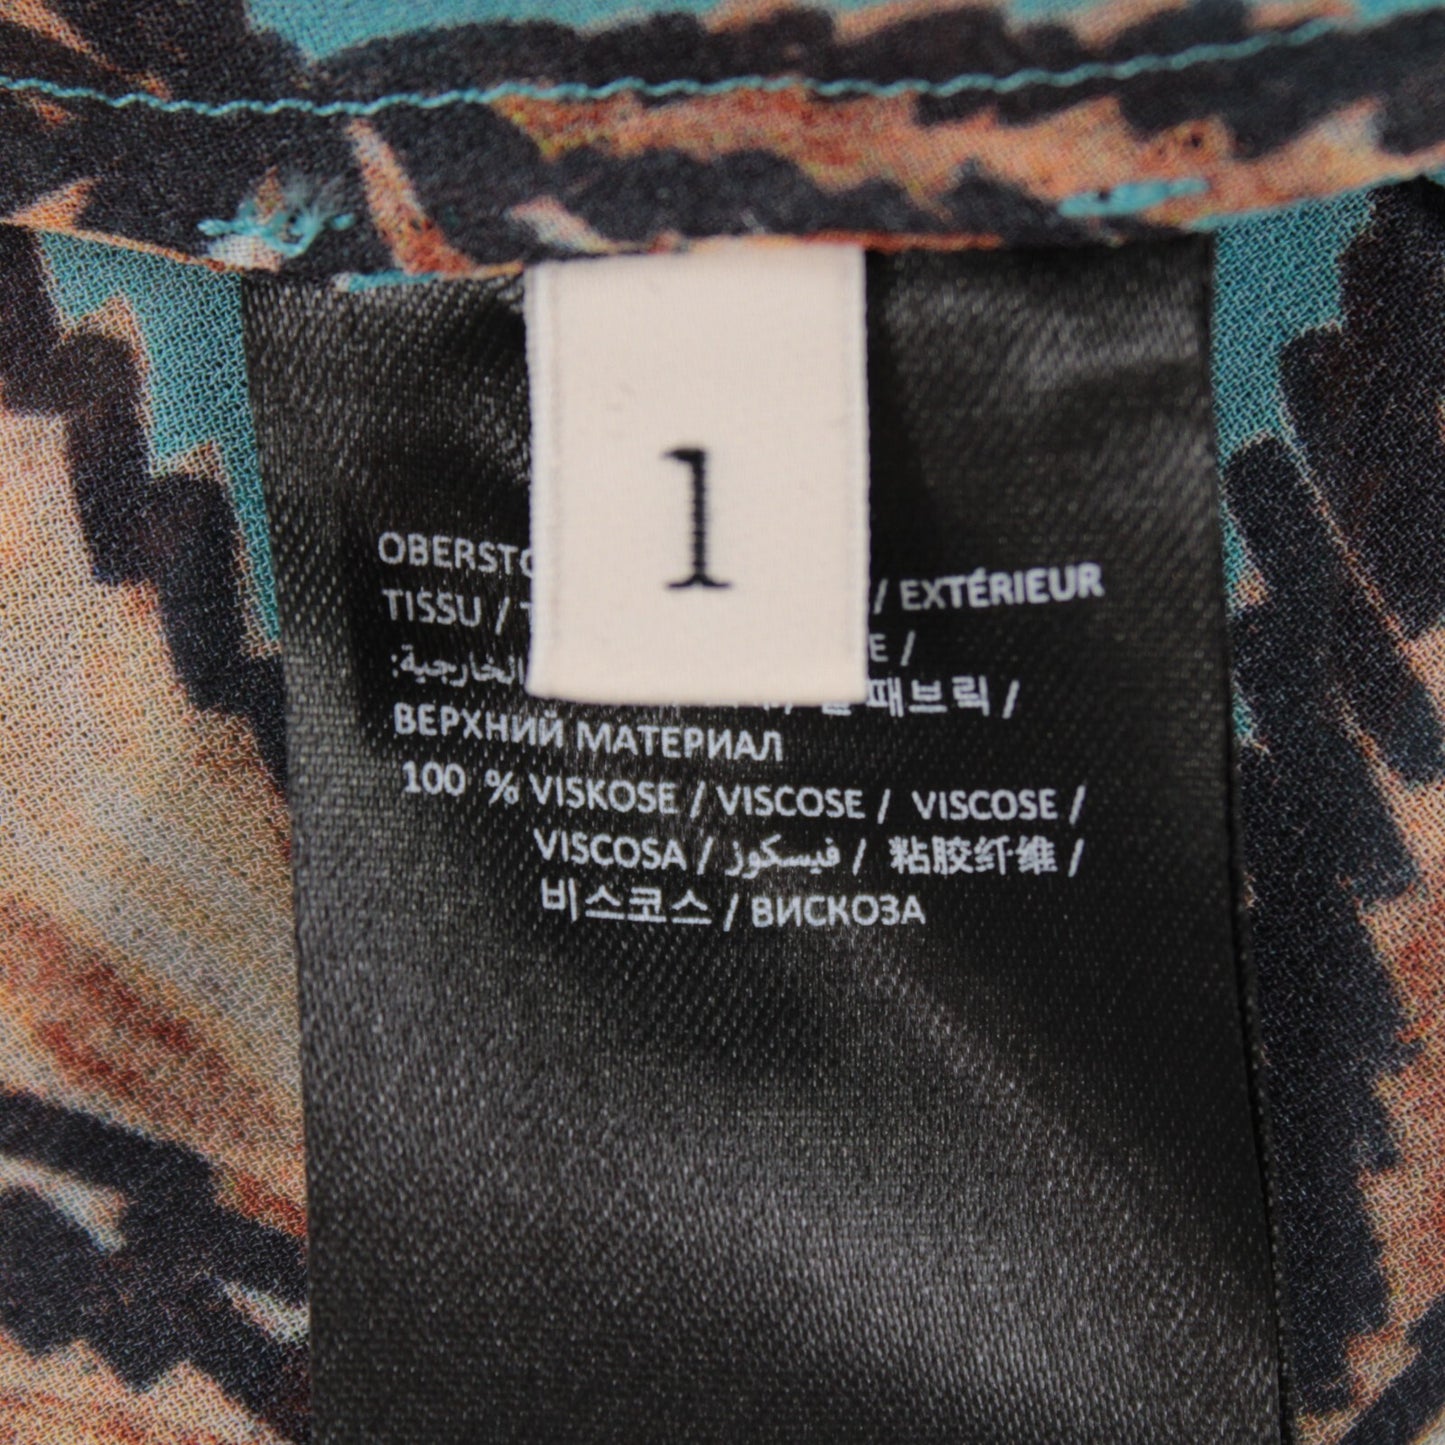 1
/ EXTÉRIEUR
TISSU /
/
الخارجية:
패브릭 /
ВЕРХНИЙ МАТЕРИАЛ
100 % VISKOSE / VISCOSE / VISCOSE /
VISCOSA / فيسكوز / 粘胶纤维 /
비스코스 / ВИСКОЗА